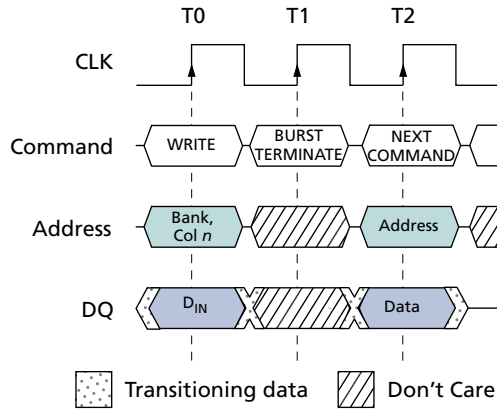 T0 T1 T2
CLK
Command WRITE BURST TERMINATE NEXT COMMAND
Address Bank, Col n Address
DQ DIN Data
Transitioning data Don't Care